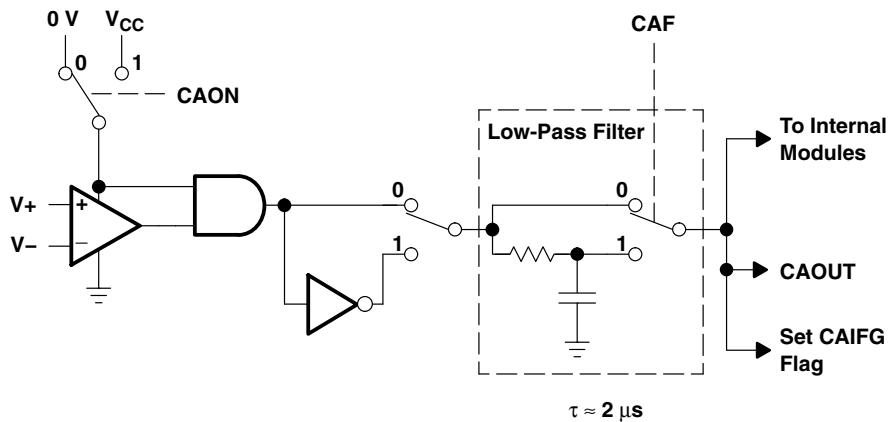 0 V
VCC
0
1
CAON
CAF
Low-Pass Filter
V+
V−
+
−
0
1
0
1
To Internal
Modules
CAOUT
Set CAIFG
Flag
τ ≈ 2 μs